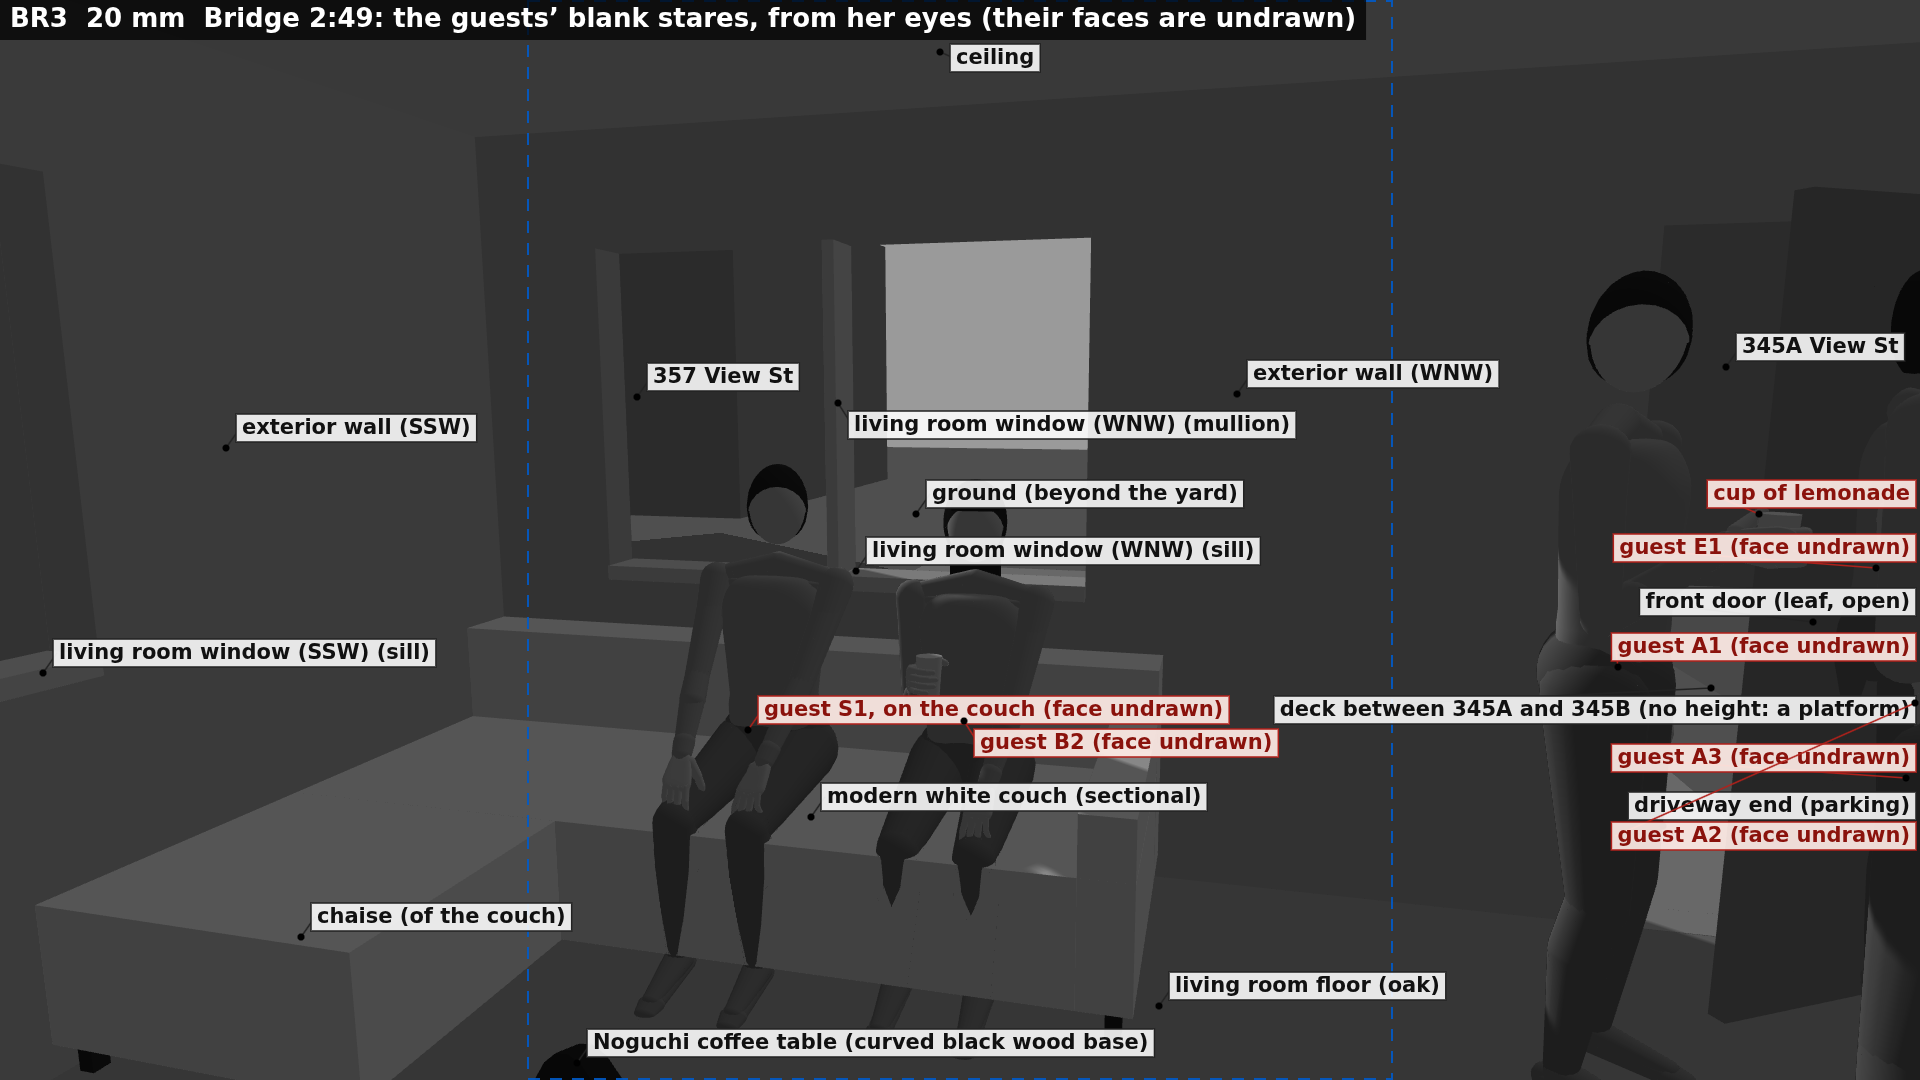 BR3 20 mm Bridge 2:49: the guests’ blank stares, from her eyes (their faces are undrawn)
ceiling
345A View St
357 View St
exterior wall (WNW)
living room window (WNW) (mullion)
exterior wall (SSW)
cup of lemonade
ground (beyond the yard)
guest E1 (face undrawn)
living room window (WNW) (sill)
front door (leaf, open)
guest A1 (face undrawn)
living room window (SSW) (sill)
guest S1, on the couch (face undrawn)
deck between 345A and 345B (no height: a platform)
guest B2 (face undrawn)
guest A3 (face undrawn)
modern white couch (sectional)
driveway end (parking)
guest A2 (face undrawn)
chaise (of the couch)
living room floor (oak)
Noguchi coffee table (curved black wood base)